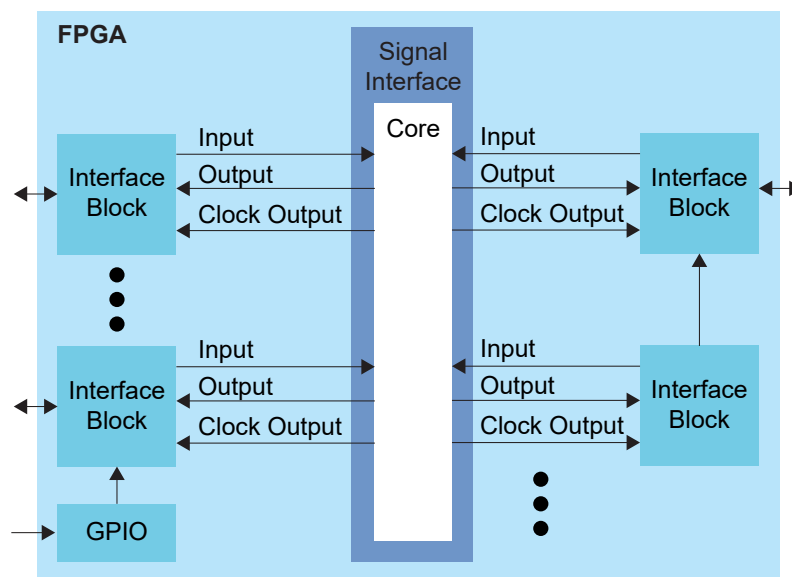 FPGA
Signal
Interface
Core
Interface
Block
Input
Output
Clock Output
Input
Output
Clock Output
Interface
Block
Interface
Block
Input
Output
Clock Output
Input
Output
Clock Output
Interface
Block
GPIO